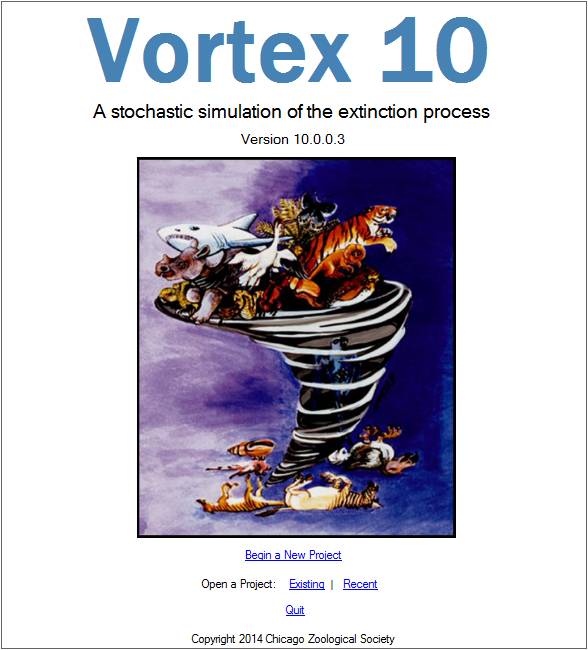 Vortex 10
A stochastic simulation of the extinction process
Version 10.0.0.3
Begin a New Project
Open a Project: Existing | Recent
Quit
Copyright 2014 Chicago Zoological Society